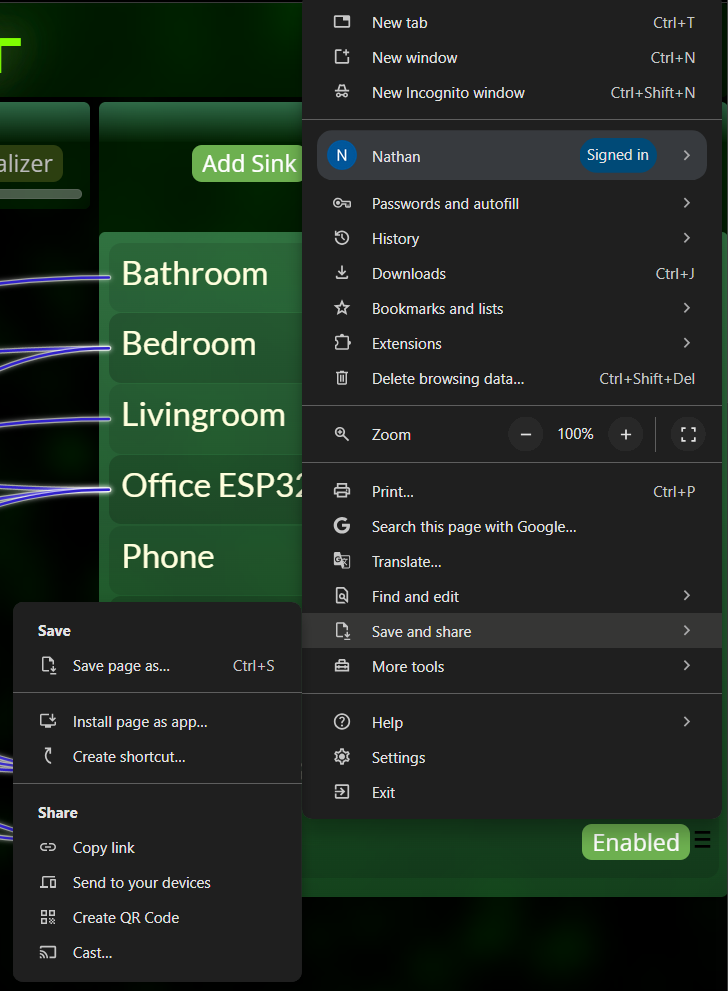 New tab Ctrl+T
New window Ctrl+N
New Incognito window Ctrl+Shift+N
N Nathan Signed in
Passwords and autofill
History
Downloads Ctrl+J
Bookmarks and lists
Extensions
Delete browsing data... Ctrl+Shift+Del
Zoom − 100% +
Print... Ctrl+P
Search this page with Google...
Translate...
Find and edit
Save and share
More tools
Help
Settings
Exit
alizer
Add Sink
Bathroom
Bedroom
Livingroom
Office ESP32
Phone
Save
Save page as... Ctrl+S
Install page as app...
Create shortcut...
Share
Copy link
Send to your devices
Create QR Code
Cast...
Enabled